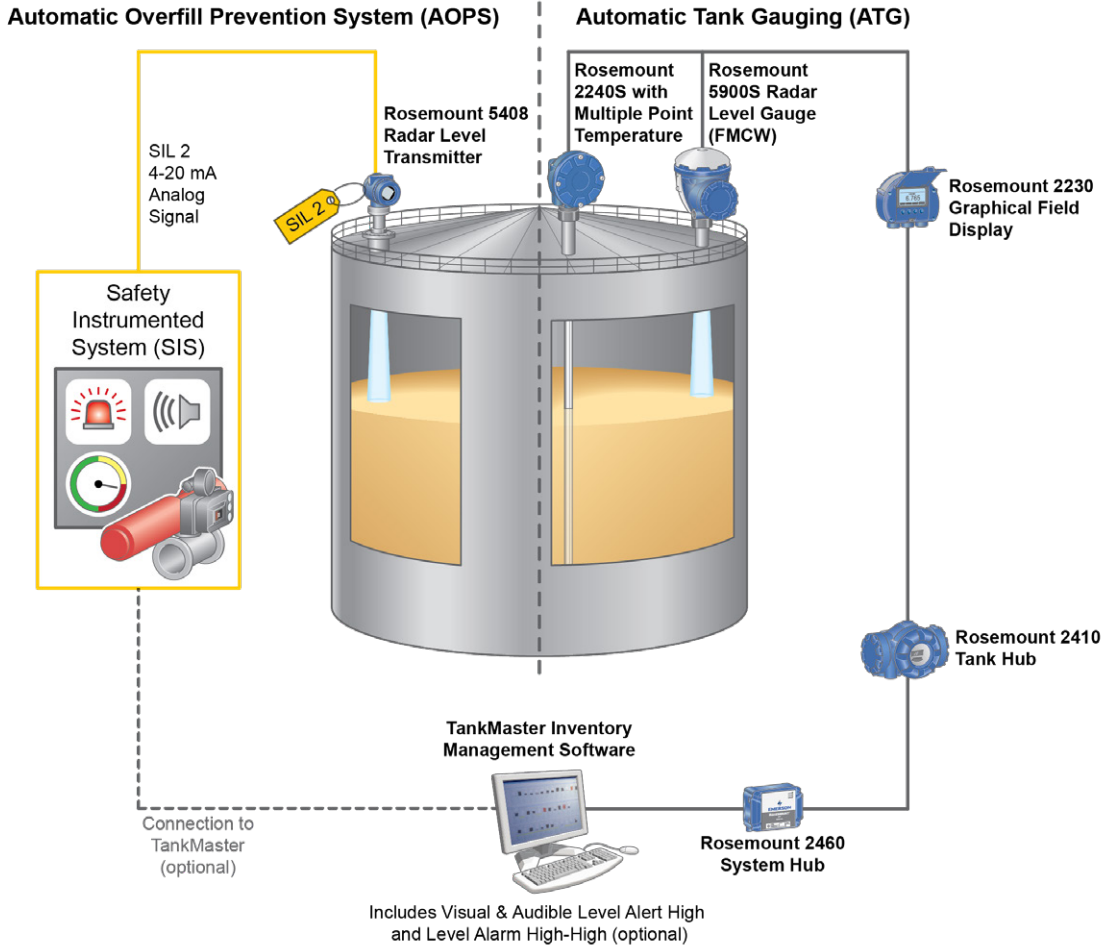 Automatic Overfill Prevention System (AOPS)
Automatic Tank Gauging (ATG)
Rosemount
2240S with
Multiple Point
Temperature
Rosemount
5900S Radar
Level Gauge
(FMCW)
Rosemount 5408
Radar Level
Transmitter
SIL 2
4-20 mA
Analog
Signal
SIL 2
Rosemount 2230
Graphical Field
Display
Safety
Instrumented
System (SIS)
Rosemount 2410
Tank Hub
TankMaster Inventory
Management Software
Connection to
TankMaster
(optional)
EMERSON
Rosemount 2460
System Hub
Includes Visual & Audible Level Alert High
and Level Alarm High-High (optional)